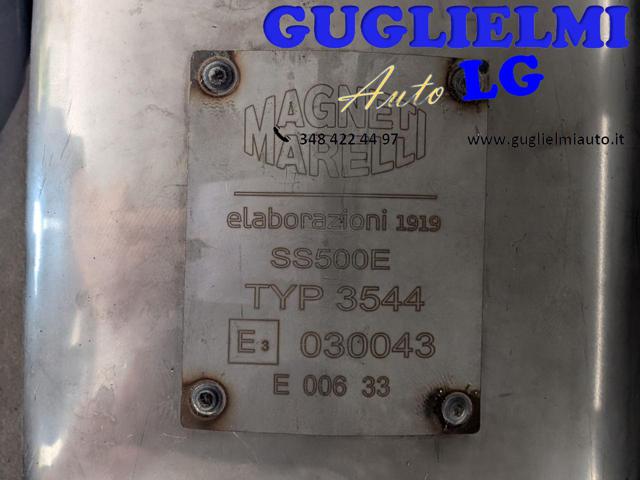 GUGLIELMI
Auto LG
MAGNETI
MARELLI
348 422 44 97
www.guglielmiauto.it
elaborazioni 1919
SS500E
TYP 3544
E3 030043
E 006 33